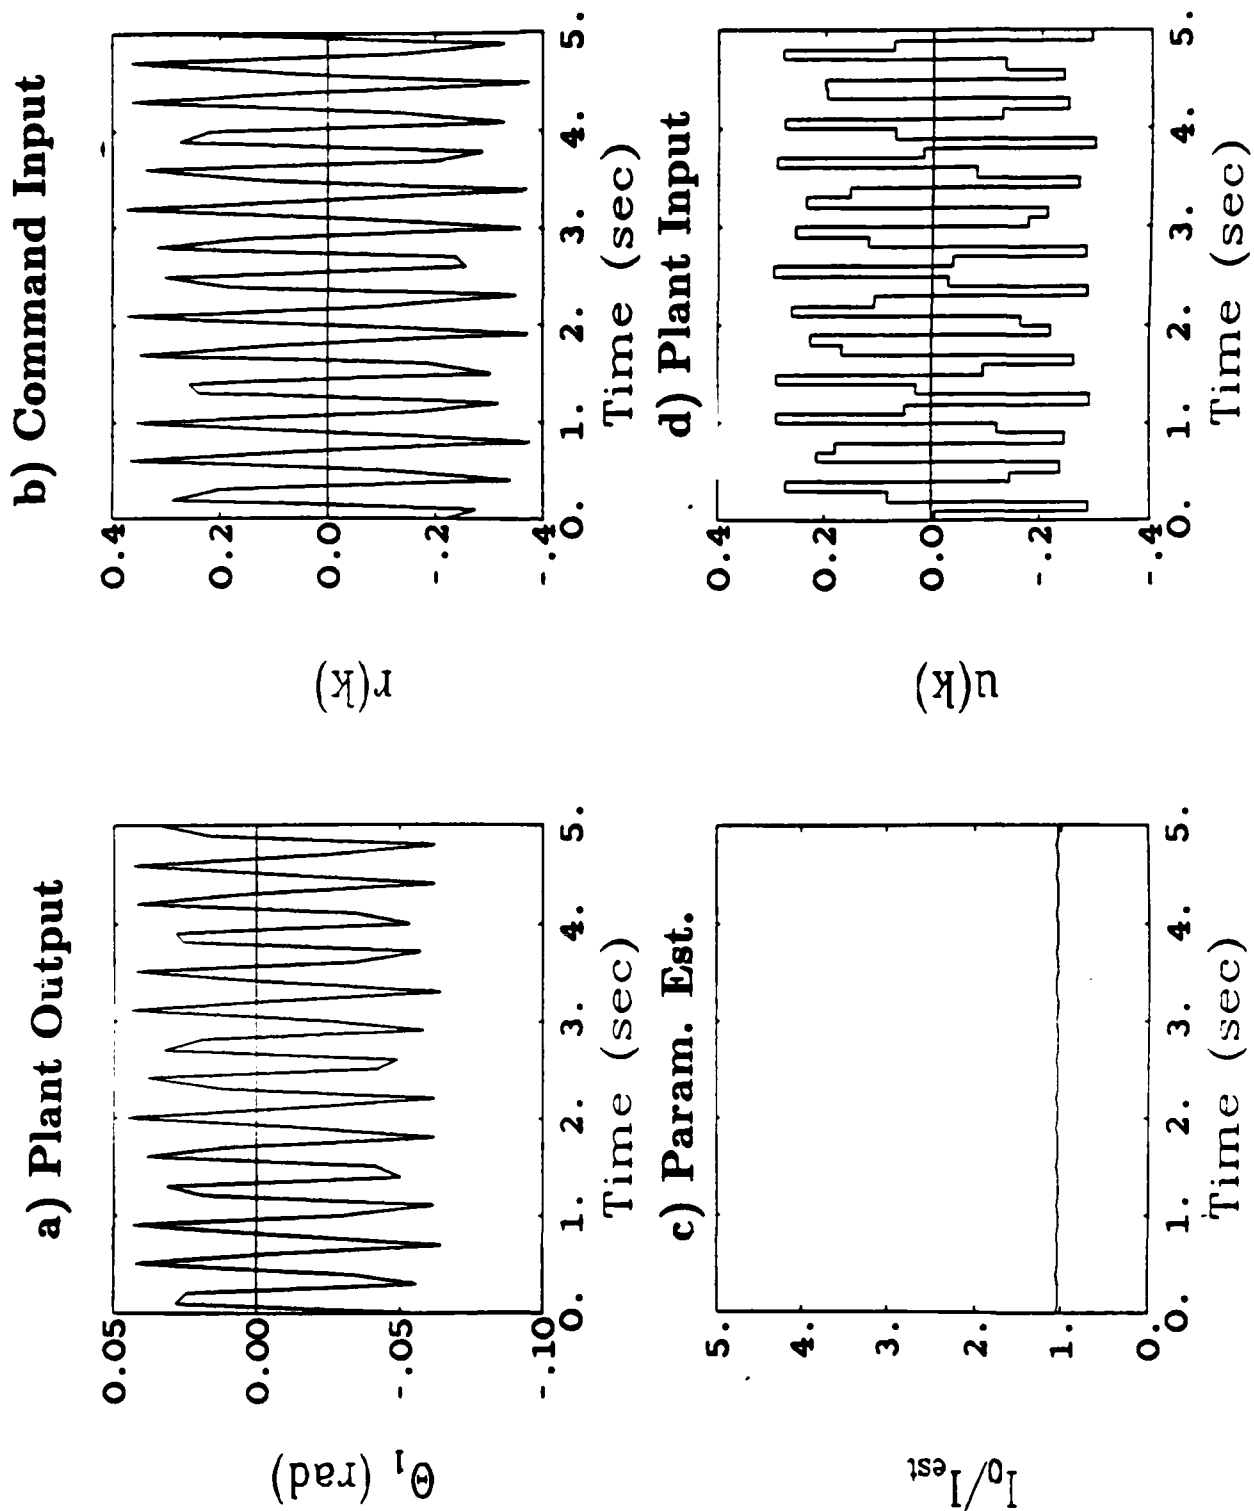 a) Plant Output
Θ1 (rad)
0.05
0.00
-.05
-.10
0. 1. 2. 3. 4. 5.
Time (sec)
b) Command Input
r(k)
0.4
0.2
0.0
-.2
-.4
0. 1. 2. 3. 4. 5.
Time (sec)
c) Param. Est.
I0/Iest
5.
4.
3.
2.
1.
0.
0. 1. 2. 3. 4. 5.
Time (sec)
d) Plant Input
u(k)
0.4
0.2
0.0
-.2
-.4
0. 1. 2. 3. 4. 5.
Time (sec)